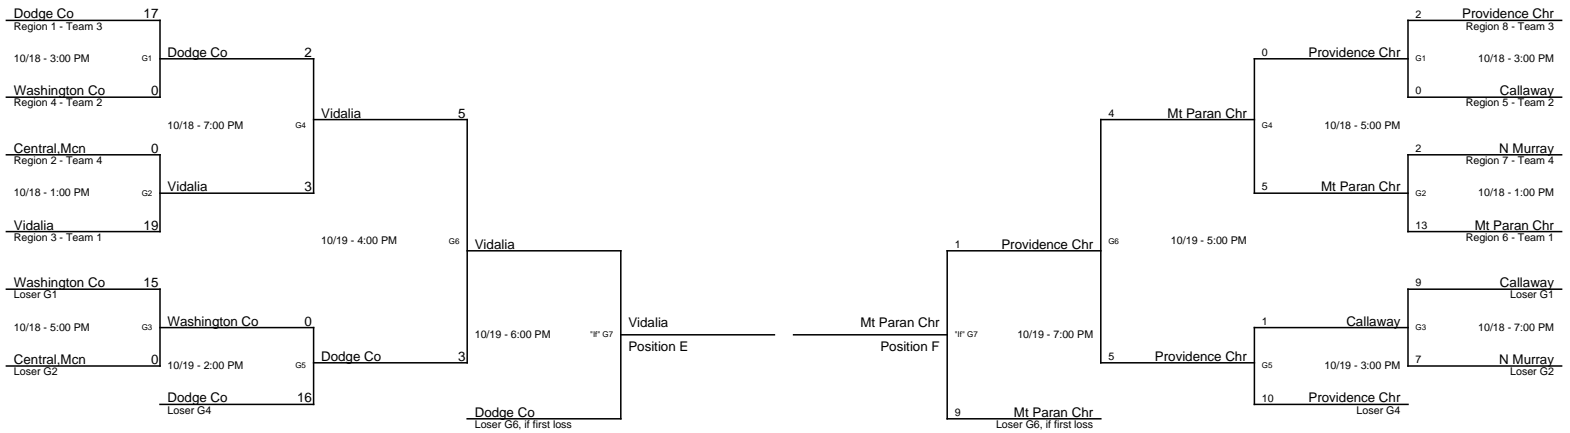 Dodge Co 17
Region 1 - Team 3
10/18 - 3:00 PM G1
Washington Co 0
Region 4 - Team 2
Dodge Co 2
10/18 - 7:00 PM G4
Central,Mcn 0
Region 2 - Team 4
10/18 - 1:00 PM G2
Vidalia 3
Vidalia 19
Region 3 - Team 1
Vidalia 5
10/19 - 4:00 PM G6
Washington Co 15
Loser G1
10/18 - 5:00 PM G3
Central,Mcn 0
Loser G2
Washington Co 0
10/19 - 2:00 PM G5
Dodge Co 16
Loser G4
Dodge Co 3
Vidalia
10/19 - 6:00 PM "If" G7
Dodge Co
Loser G6, if first loss
Vidalia
Position E
Mt Paran Chr
Position F
1 Providence Chr
"If" G7 10/19 - 7:00 PM
9 Mt Paran Chr
Loser G6, if first loss
4 Mt Paran Chr
G6 10/19 - 5:00 PM
5 Providence Chr
0 Providence Chr
G4 10/18 - 5:00 PM
5 Mt Paran Chr
2 Providence Chr
Region 8 - Team 3
G1 10/18 - 3:00 PM
0 Callaway
Region 5 - Team 2
2 N Murray
Region 7 - Team 4
G2 10/18 - 1:00 PM
13 Mt Paran Chr
Region 6 - Team 1
9 Callaway
Loser G1
G3 10/18 - 7:00 PM
7 N Murray
Loser G2
1 Callaway
G5 10/19 - 3:00 PM
10 Providence Chr
Loser G4